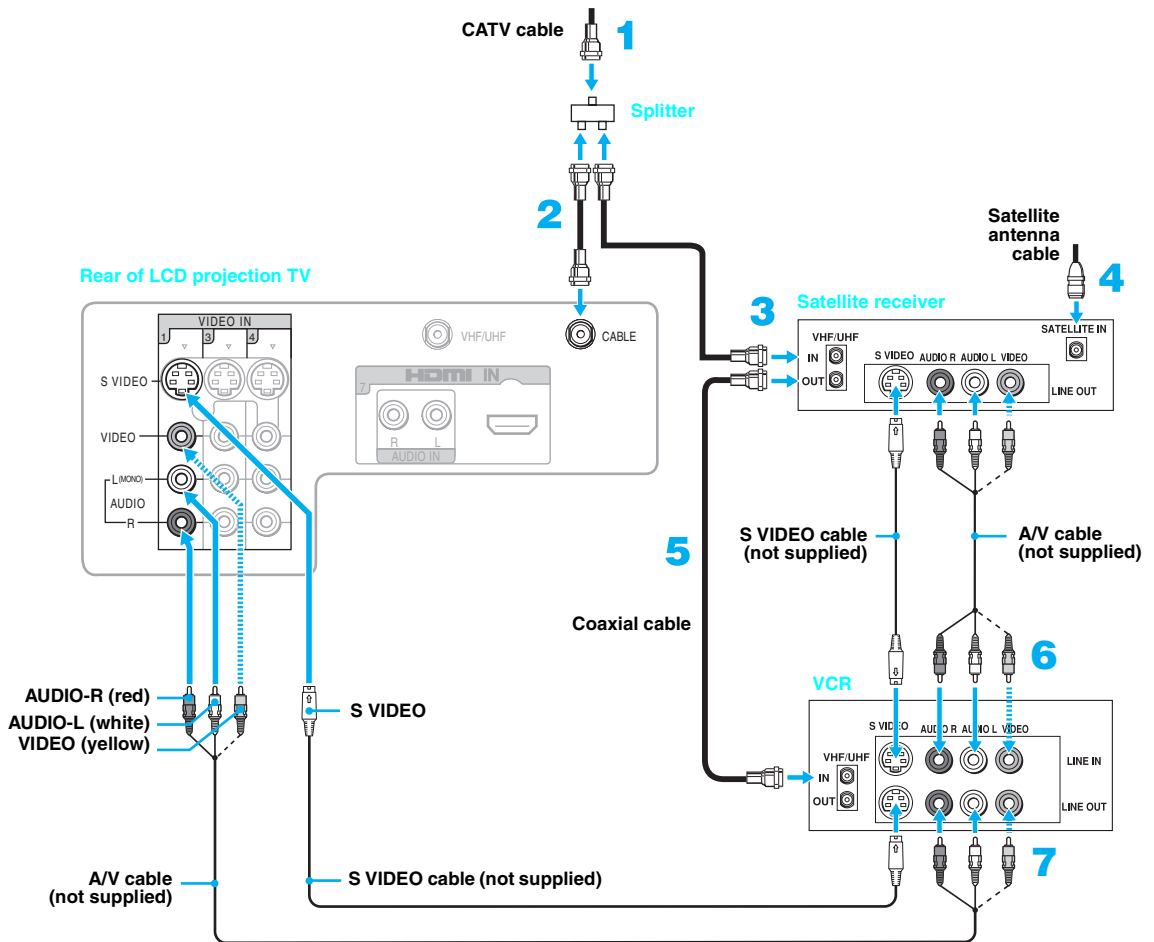 CATV cable
1
Splitter
2
Satellite
antenna
cable
4
Rear of LCD projection TV
3
Satellite receiver
VIDEO IN
1
3
4
S VIDEO
VIDEO
L(MONO)
AUDIO
R
VHF/UHF
CABLE
7
HDMI IN
R
L
AUDIO IN
VHF/UHF
IN
OUT
S VIDEO
AUDIO R
AUDIO L
VIDEO
SATELLITE IN
LINE OUT
5
S VIDEO cable
(not supplied)
A/V cable
(not supplied)
Coaxial cable
6
VCR
AUDIO-R (red)
AUDIO-L (white)
VIDEO (yellow)
S VIDEO
S VIDEO
AUDIO R
AUDIO L
VIDEO
VHF/UHF
IN
OUT
LINE IN
LINE OUT
7
A/V cable
(not supplied)
S VIDEO cable (not supplied)